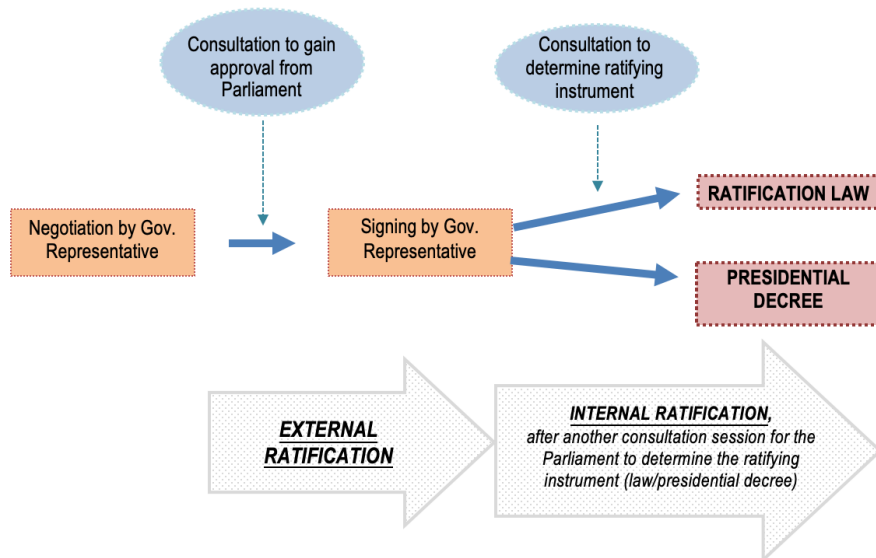 Consultation to gain
approval from
Parliament
Consultation to
determine ratifying
instrument
Negotiation by Gov.
Representative
Signing by Gov.
Representative
RATIFICATION LAW
PRESIDENTIAL
DECREE
EXTERNAL
RATIFICATION
INTERNAL RATIFICATION,
after another consultation session for the
Parliament to determine the ratifying
instrument (law/presidential decree)